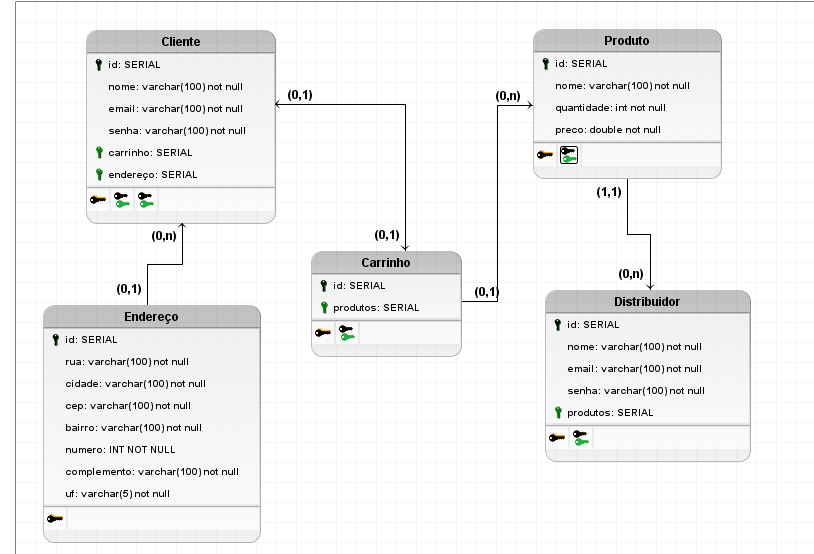 Cliente
id: SERIAL
nome: varchar(100) not null
email: varchar(100) not null
senha: varchar(100) not null
carrinho: SERIAL
endereço: SERIAL
(0,1)
(0,n)
Produto
id: SERIAL
nome: varchar(100) not null
quantidade: int not null
preco: double not null
(1,1)
(0,n)
(0,1)
(0,n)
(0,1)
Carrinho
id: SERIAL
produtos: SERIAL
(0,1)
Endereço
id: SERIAL
rua: varchar(100) not null
cidade: varchar(100) not null
cep: varchar(100) not null
bairro: varchar(100) not null
numero: INT NOT NULL
complemento: varchar(100) not null
uf: varchar(5) not null
Distribuidor
id: SERIAL
nome: varchar(100) not null
email: varchar(100) not null
senha: varchar(100) not null
produtos: SERIAL